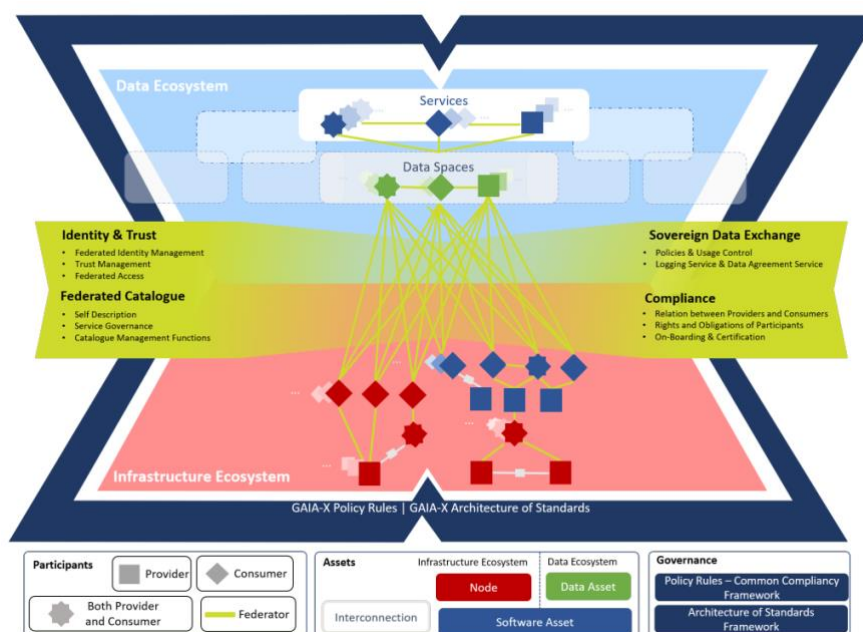 Data Ecosystem
Services
Data Spaces
Identity & Trust
• Federated Identity Management
• Trust Management
• Federated Access
Federated Catalogue
• Self Description
• Service Governance
• Catalogue Management Functions
Sovereign Data Exchange
• Policies & Usage Control
• Logging Service & Data Agreement Service
Compliance
• Relation between Providers and Consumers
• Rights and Obligations of Participants
• On-Boarding & Certification
Infrastructure Ecosystem
GAIA-X Policy Rules | GAIA-X Architecture of Standards
Participants
Provider
Consumer
Both Provider
and Consumer
Federator
Assets
Infrastructure Ecosystem
Data Ecosystem
Node
Data Asset
Interconnection
Software Asset
Governance
Policy Rules – Common Compliancy
Framework
Architecture of Standards
Framework